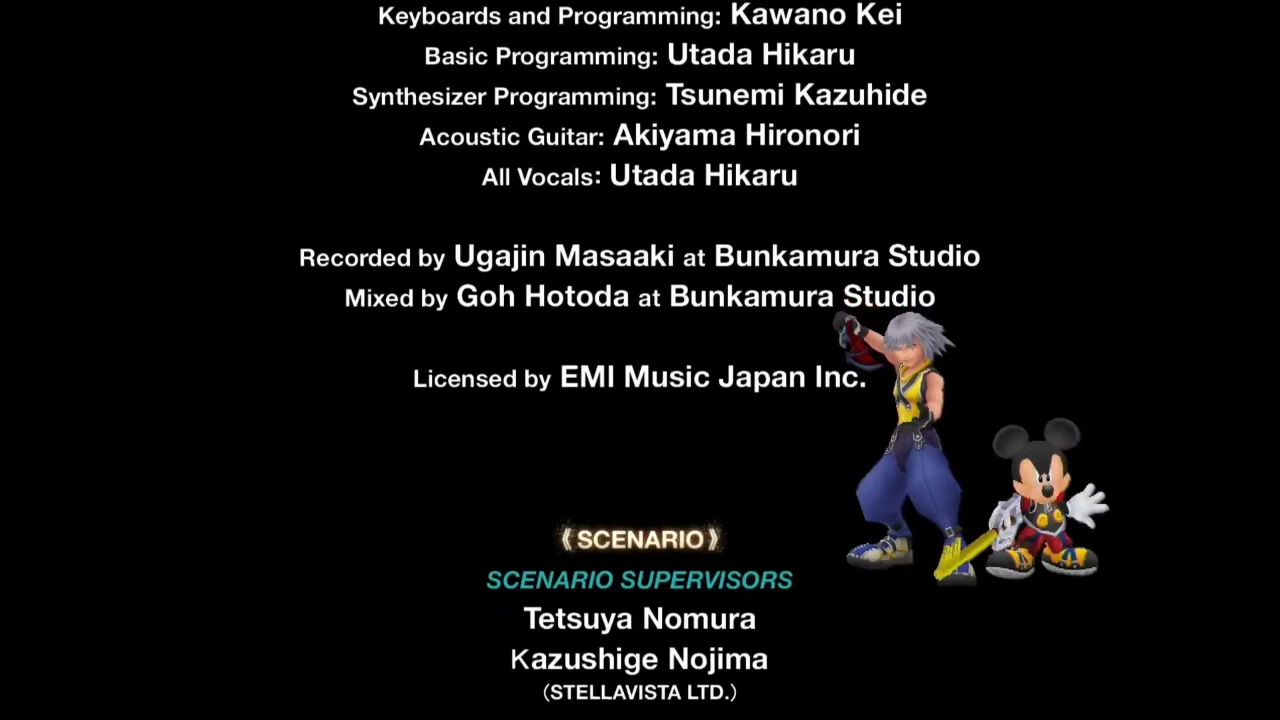 Keyboards and Programming: Kawano Kei
Basic Programming: Utada Hikaru
Synthesizer Programming: Tsunemi Kazuhide
Acoustic Guitar: Akiyama Hironori
All Vocals: Utada Hikaru
Recorded by Ugajin Masaaki at Bunkamura Studio
Mixed by Goh Hotoda at Bunkamura Studio
Licensed by EMI Music Japan Inc.
《SCENARIO》
SCENARIO SUPERVISORS
Tetsuya Nomura
Kazushige Nojima
(STELLAVISTA LTD.)